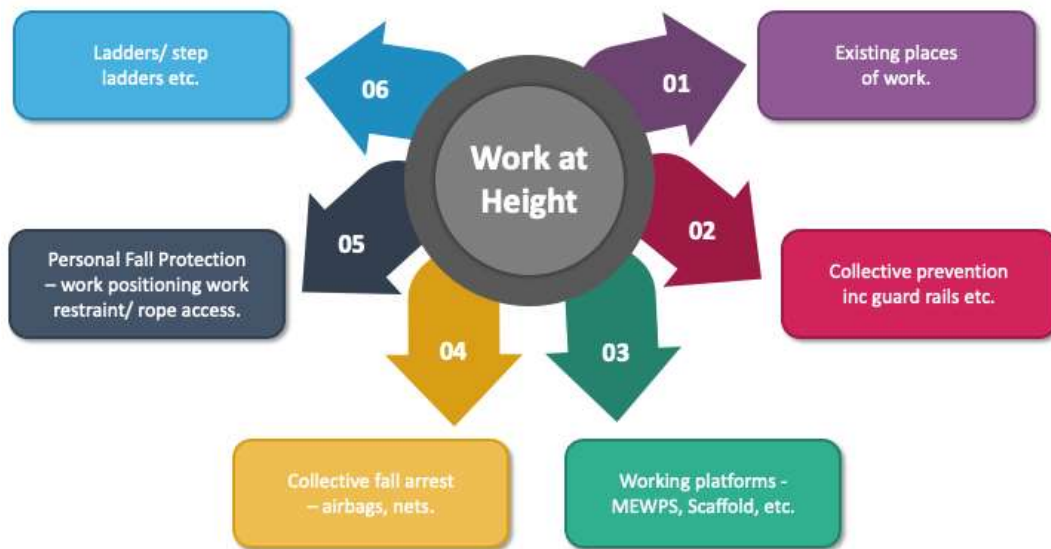 Work at
Height
01
Existing places
of work.
02
Collective prevention
inc guard rails etc.
03
Working platforms -
MEWPS, Scaffold, etc.
04
Collective fall arrest
– airbags, nets.
05
Personal Fall Protection
– work positioning work
restraint/ rope access.
06
Ladders/ step
ladders etc.